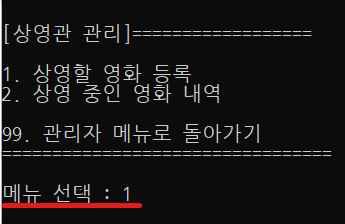 [상영관 관리]==================
1. 상영할 영화 등록
2. 상영 중인 영화 내역
99. 관리자 메뉴로 돌아가기
=================================
메뉴 선택 : 1